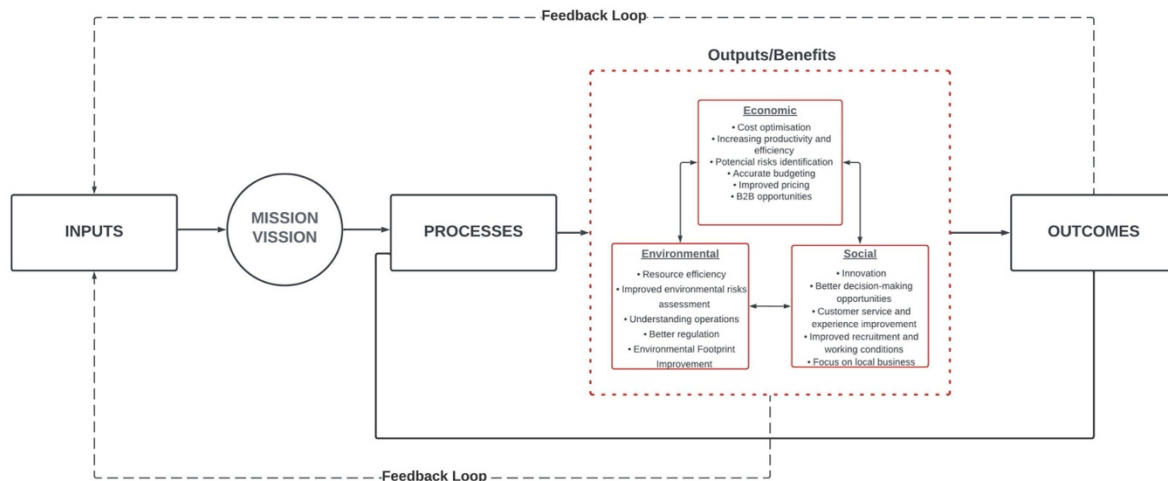 Feedback Loop
Outputs/Benefits
Economic
• Cost optimisation
• Increasing productivity and
efficiency
• Potencial risks identification
• Accurate budgeting
• Improved pricing
• B2B opportunities
INPUTS
MISSION
VISSION
PROCESSES
OUTCOMES
Environmental
• Resource efficiency
• Improved environmental risks
assessment
• Understanding operations
• Better regulation
• Environmental Footprint
Improvement
Social
• Innovation
• Better decision-making
opportunities
• Customer service and
experience improvement
• Improved recruitment and
working conditions
• Focus on local business
Feedback Loop